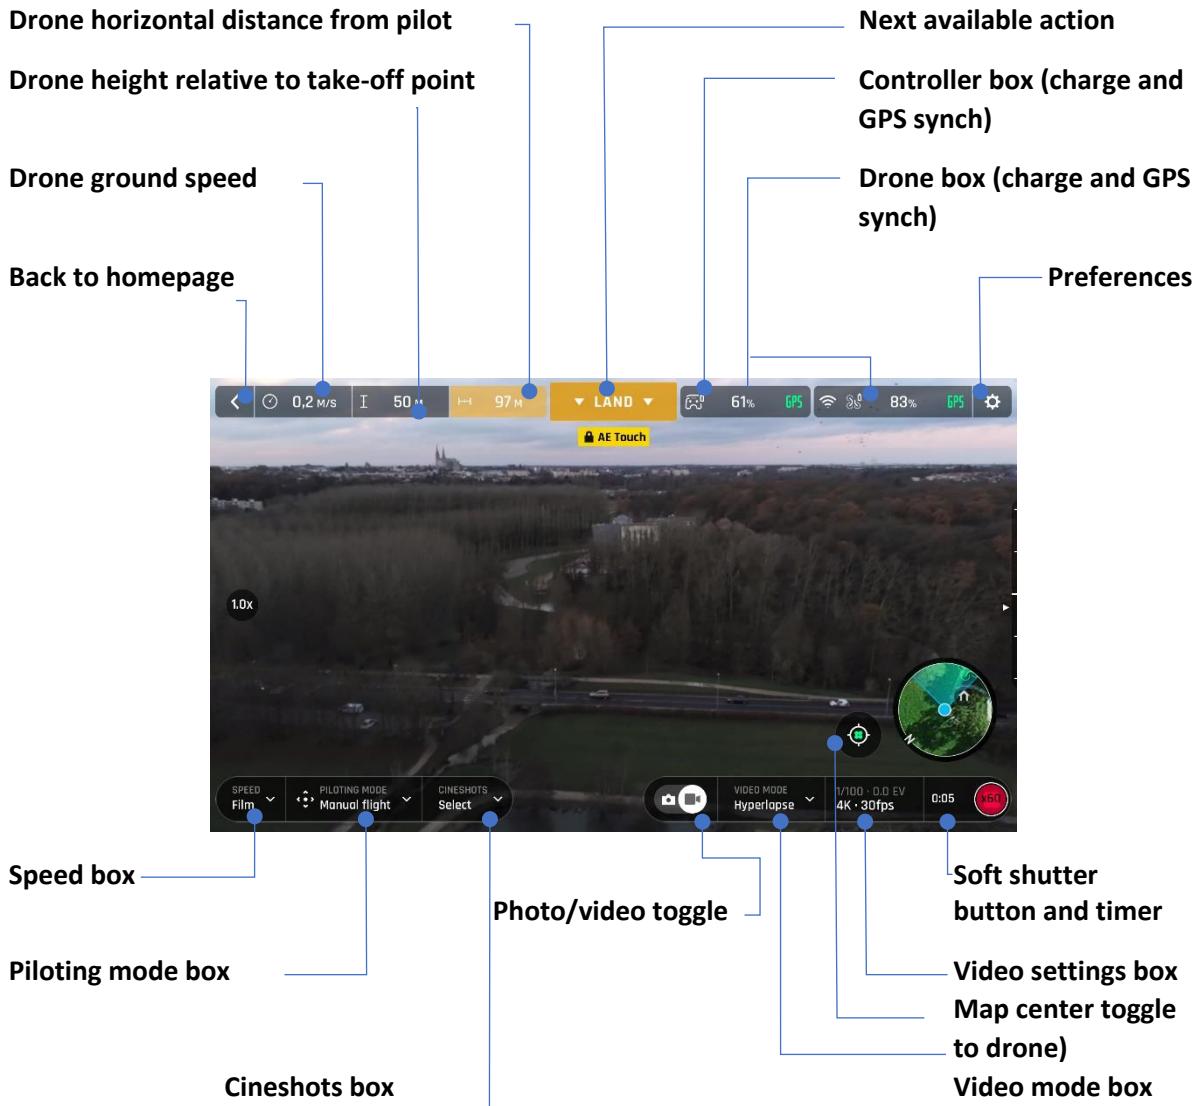 Drone horizontal distance from pilot
Next available action
Drone height relative to take-off point
Controller box (charge and
GPS synch)
Drone ground speed
Drone box (charge and GPS
synch)
Back to homepage
Preferences
0,2 M/S
50 M
97 M
LAND
61%
GPS
83%
GPS
AE Touch
1.0x
N
SPEED
Film
PILOTING MODE
Manual flight
CINESHOTS
Select
VIDEO MODE
Hyperlapse
1/100 · 0.0 EV
4K · 30fps
0:05
x60
Speed box
Soft shutter
button and timer
Photo/video toggle
Piloting mode box
Video settings box
Map center toggle
to drone)
Cineshots box
Video mode box